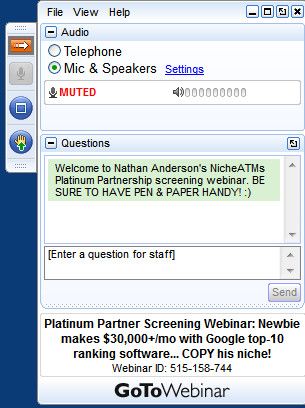 File View Help
Audio
Telephone
Mic & Speakers Settings
MUTED
Questions
Welcome to Nathan Anderson's NicheATMs
Platinum Partnership screening webinar. BE
SURE TO HAVE PEN & PAPER HANDY! :)
[Enter a question for staff]
Send
Platinum Partner Screening Webinar: Newbie
makes $30,000+/mo with Google top-10
ranking software... COPY his niche!
Webinar ID: 515-158-744
GoToWebinar